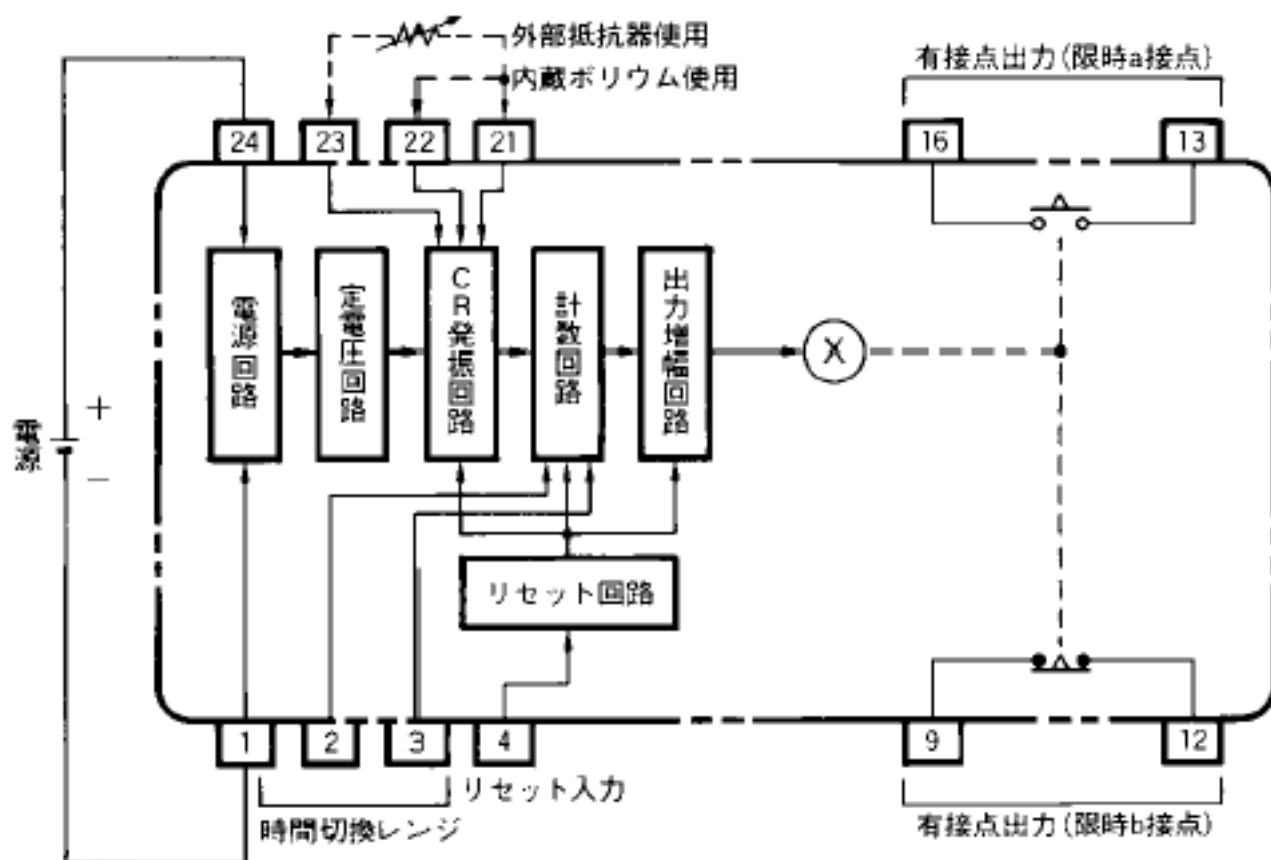 外部抵抗器使用
内蔵ボリウム使用
有接点出力(限時a接点)
24
23
22
21
16
13
電源回路
定電圧回路
CR発振回路
計数回路
出力増幅回路
X
+
電源
−
リセット回路
1
2
3
4
9
12
リセット入力
時間切換レンジ
有接点出力(限時b接点)